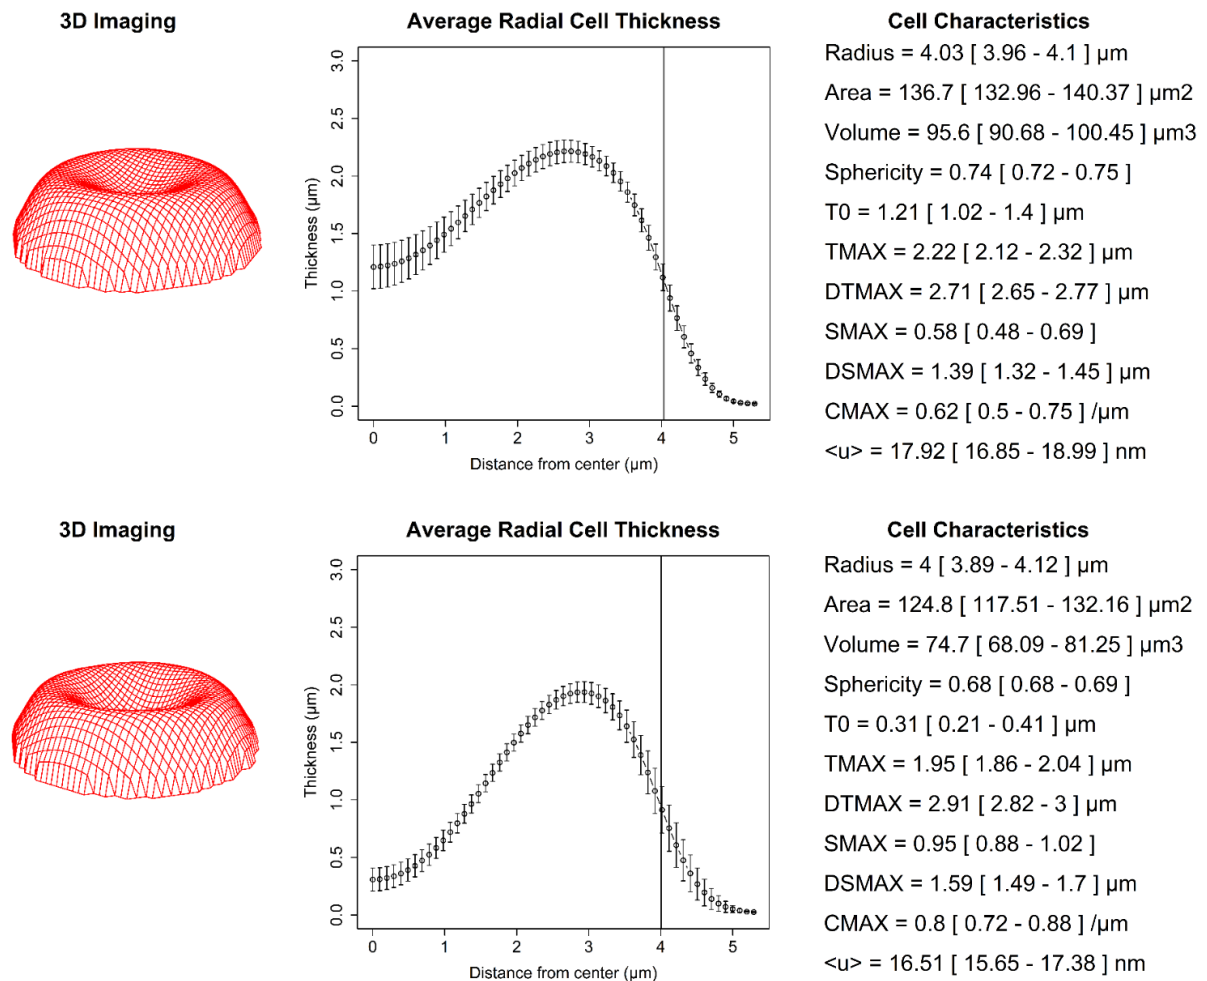 3D Imaging
Average Radial Cell Thickness
Cell Characteristics
3.0
2.5
2.0
1.5
1.0
0.5
0.0
Thickness (µm)
0 1 2 3 4 5
Distance from center (µm)
Radius = 4.03 [ 3.96 - 4.1 ] µm
Area = 136.7 [ 132.96 - 140.37 ] µm2
Volume = 95.6 [ 90.68 - 100.45 ] µm3
Sphericity = 0.74 [ 0.72 - 0.75 ]
T0 = 1.21 [ 1.02 - 1.4 ] µm
TMAX = 2.22 [ 2.12 - 2.32 ] µm
DTMAX = 2.71 [ 2.65 - 2.77 ] µm
SMAX = 0.58 [ 0.48 - 0.69 ]
DSMAX = 1.39 [ 1.32 - 1.45 ] µm
CMAX = 0.62 [ 0.5 - 0.75 ] /µm
<u> = 17.92 [ 16.85 - 18.99 ] nm
3D Imaging
Average Radial Cell Thickness
Cell Characteristics
3.0
2.5
2.0
1.5
1.0
0.5
0.0
Thickness (µm)
0 1 2 3 4 5
Distance from center (µm)
Radius = 4 [ 3.89 - 4.12 ] µm
Area = 124.8 [ 117.51 - 132.16 ] µm2
Volume = 74.7 [ 68.09 - 81.25 ] µm3
Sphericity = 0.68 [ 0.68 - 0.69 ]
T0 = 0.31 [ 0.21 - 0.41 ] µm
TMAX = 1.95 [ 1.86 - 2.04 ] µm
DTMAX = 2.91 [ 2.82 - 3 ] µm
SMAX = 0.95 [ 0.88 - 1.02 ]
DSMAX = 1.59 [ 1.49 - 1.7 ] µm
CMAX = 0.8 [ 0.72 - 0.88 ] /µm
<u> = 16.51 [ 15.65 - 17.38 ] nm